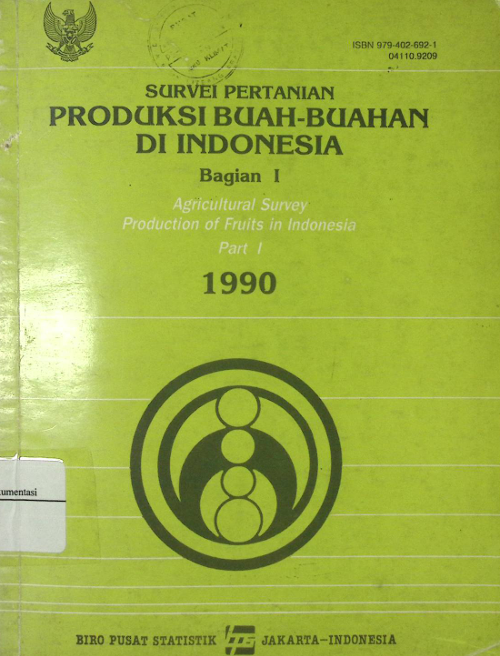 ISBN 979-402-692-1
04110.9209
SURVEI PERTANIAN
PRODUKSI BUAH-BUAHAN
DI INDONESIA
Bagian I
Agricultural Survey
Production of Fruits in Indonesia
Part I
1990
umentasi
BIRO PUSAT STATISTIK JAKARTA-INDONESIA